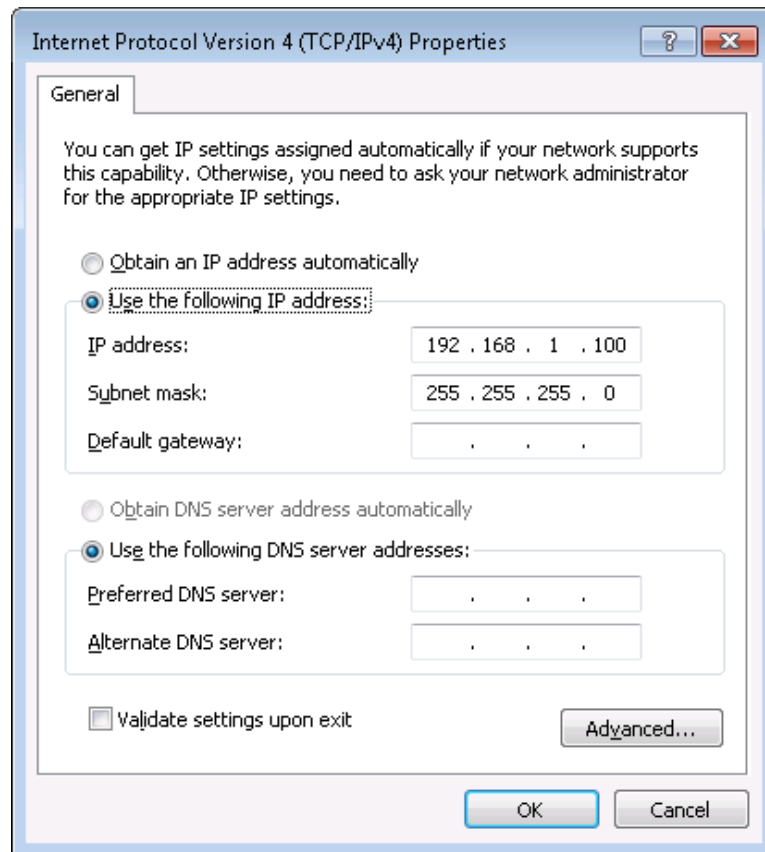 Internet Protocol Version 4 (TCP/IPv4) Properties
General
You can get IP settings assigned automatically if your network supports
this capability. Otherwise, you need to ask your network administrator
for the appropriate IP settings.
Obtain an IP address automatically
Use the following IP address:
IP address: 192 . 168 . 1 . 100
Subnet mask: 255 . 255 . 255 . 0
Default gateway: . . .
Obtain DNS server address automatically
Use the following DNS server addresses:
Preferred DNS server: . . .
Alternate DNS server: . . .
Validate settings upon exit
Advanced...
OK Cancel